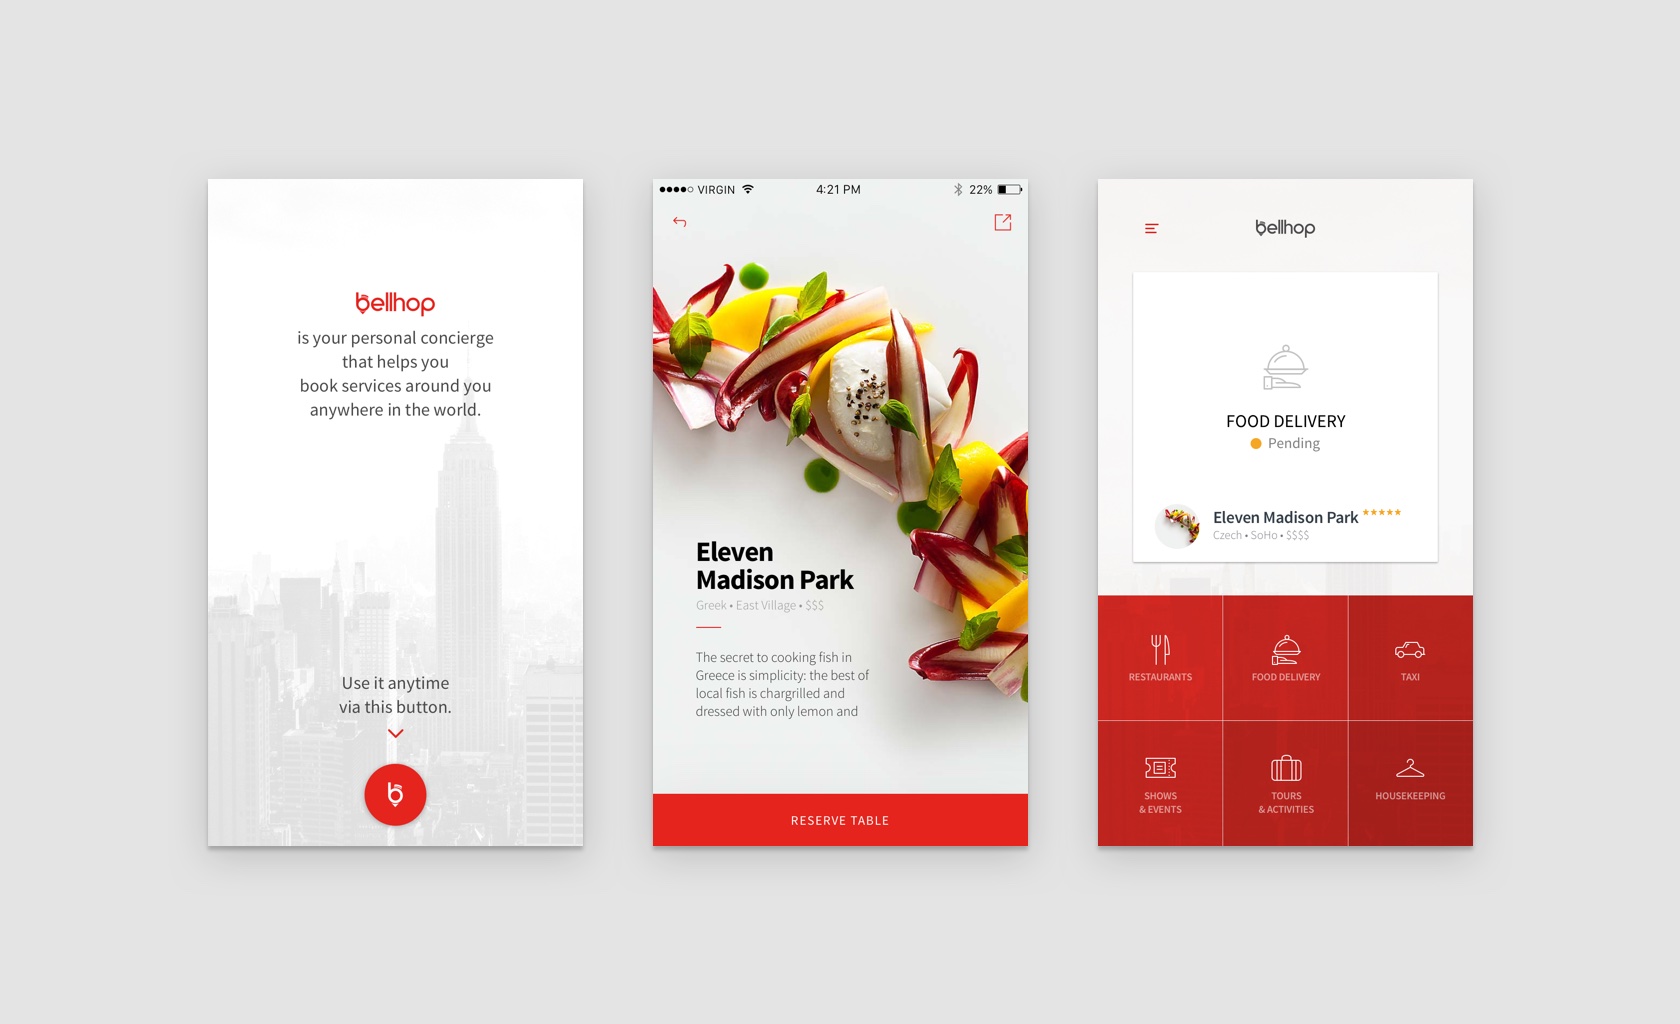 bellhop
is your personal concierge
that helps you
book services around you
anywhere in the world.
Use it anytime
via this button.
b
VIRGIN
4:21 PM
22%
Eleven
Madison Park
Greek • East Village • $$$
The secret to cooking fish in
Greece is simplicity: the best of
local fish is chargrilled and
dressed with only lemon and
RESERVE TABLE
bellhop
FOOD DELIVERY
Pending
Eleven Madison Park
Czech • SoHo • $$$$
RESTAURANTS
FOOD DELIVERY
TAXI
SHOWS
& EVENTS
TOURS
& ACTIVITIES
HOUSEKEEPING